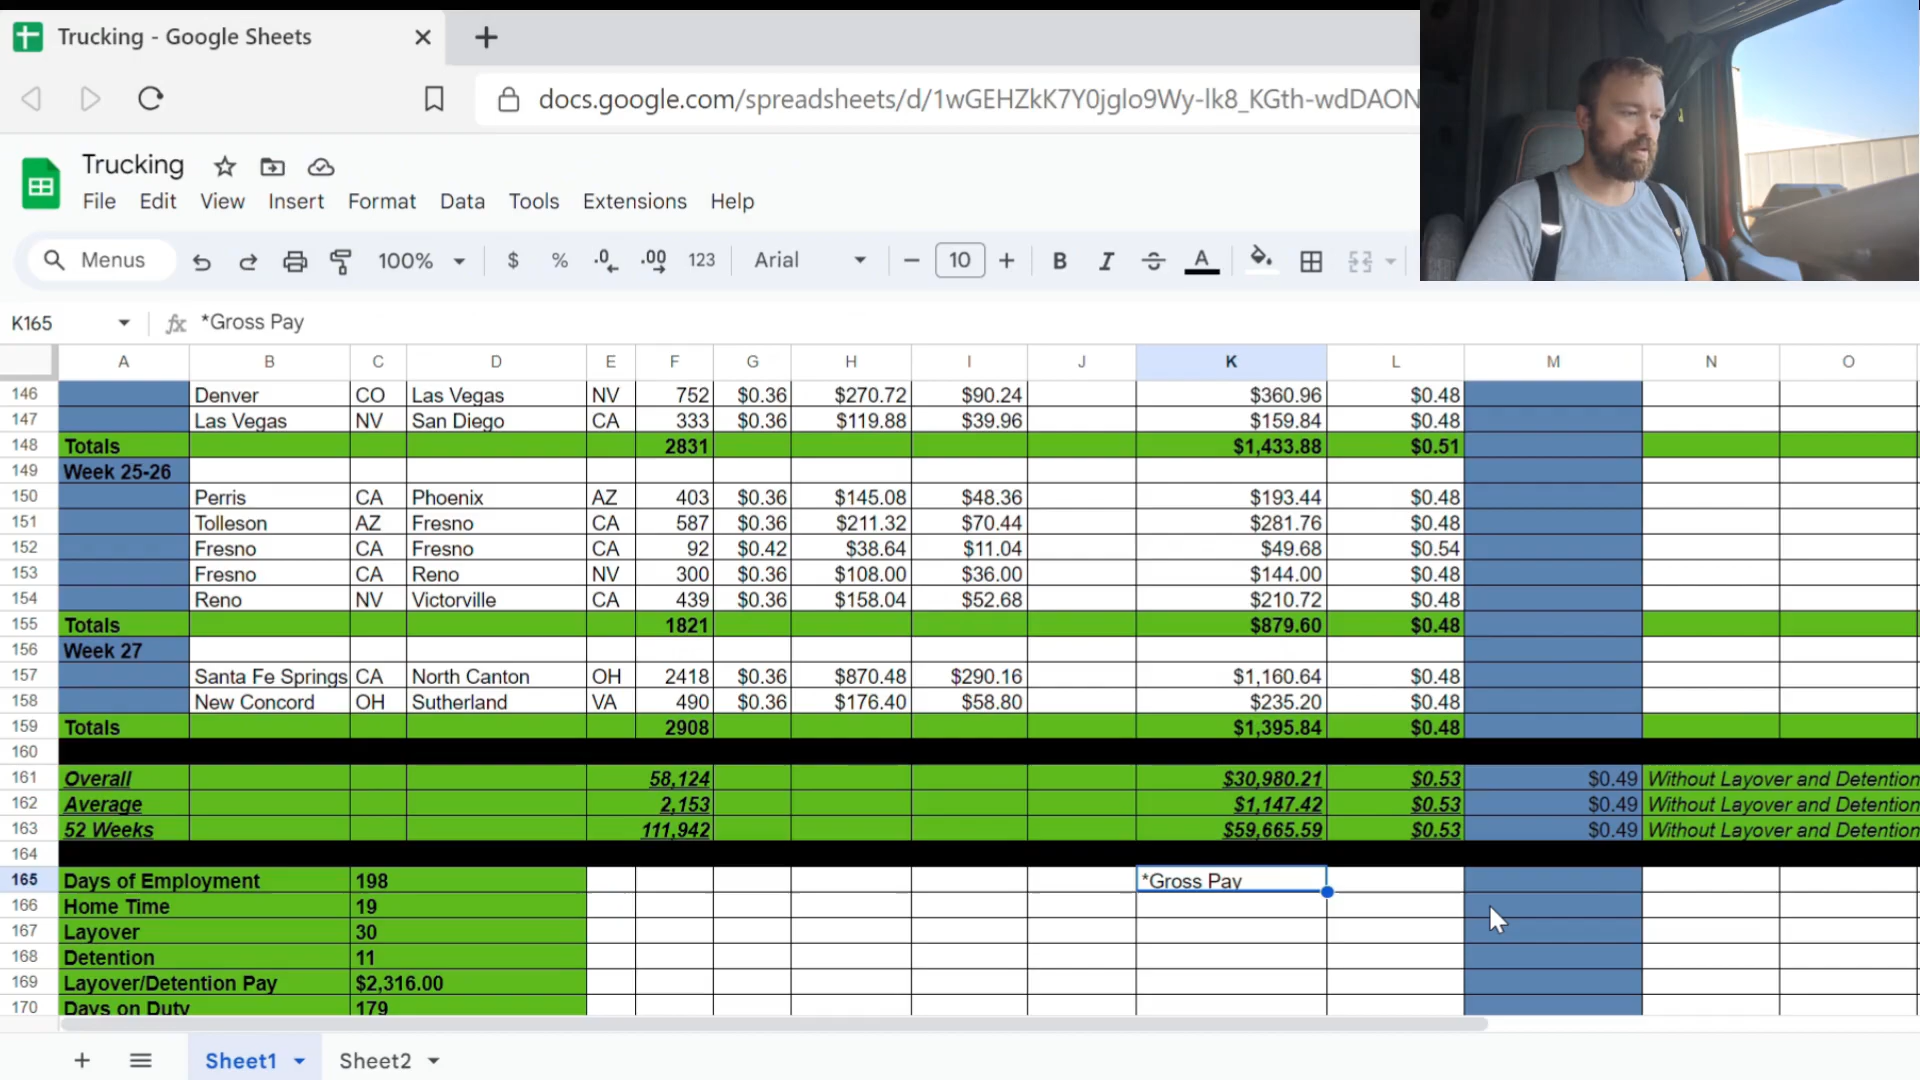 Trucking - Google Sheets
docs.google.com/spreadsheets/d/1wGEHZkK7Y0jglo9Wy-lk8_KGth-wdDAON
Trucking
File Edit View Insert Format Data Tools Extensions Help
Menus 100% $ % .0 .00 123 Arial 10 B I S A
K165 fx *Gross Pay
A B C D E F G H I J K L M N O
146 Denver CO Las Vegas NV 752 $0.36 $270.72 $90.24 $360.96 $0.48
147 Las Vegas NV San Diego CA 333 $0.36 $119.88 $39.96 $159.84 $0.48
148 Totals 2831 $1,433.88 $0.51
149 Week 25-26
150 Perris CA Phoenix AZ 403 $0.36 $145.08 $48.36 $193.44 $0.48
151 Tolleson AZ Fresno CA 587 $0.36 $211.32 $70.44 $281.76 $0.48
152 Fresno CA Fresno CA 92 $0.42 $38.64 $11.04 $49.68 $0.54
153 Fresno CA Reno NV 300 $0.36 $108.00 $36.00 $144.00 $0.48
154 Reno NV Victorville CA 439 $0.36 $158.04 $52.68 $210.72 $0.48
155 Totals 1821 $879.60 $0.48
156 Week 27
157 Santa Fe Springs CA North Canton OH 2418 $0.36 $870.48 $290.16 $1,160.64 $0.48
158 New Concord OH Sutherland VA 490 $0.36 $176.40 $58.80 $235.20 $0.48
159 Totals 2908 $1,395.84 $0.48
160
161 Overall 58,124 $30,980.21 $0.53 $0.49 Without Layover and Detention
162 Average 2,153 $1,147.42 $0.53 $0.49 Without Layover and Detention
163 52 Weeks 111,942 $59,665.59 $0.53 $0.49 Without Layover and Detention
164
165 Days of Employment 198 *Gross Pay
166 Home Time 19
167 Layover 30
168 Detention 11
169 Layover/Detention Pay $2,316.00
170 Days on Duty 179
Sheet1 Sheet2